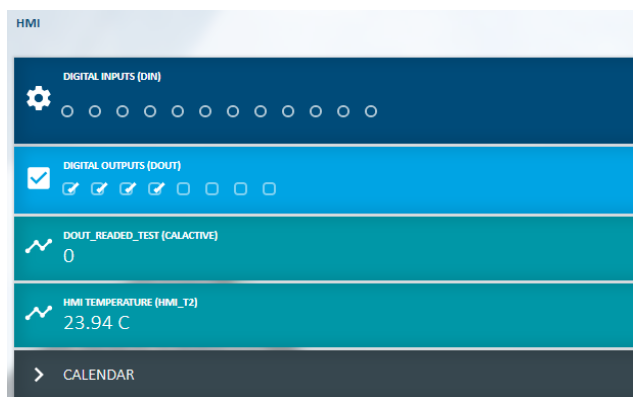 HMI
DIGITAL INPUTS (DIN)
DIGITAL OUTPUTS (DOUT)
DOUT_READED_TEST (CALACTIVE)
0
HMI TEMPERATURE (HMI_T2)
23.94 C
CALENDAR